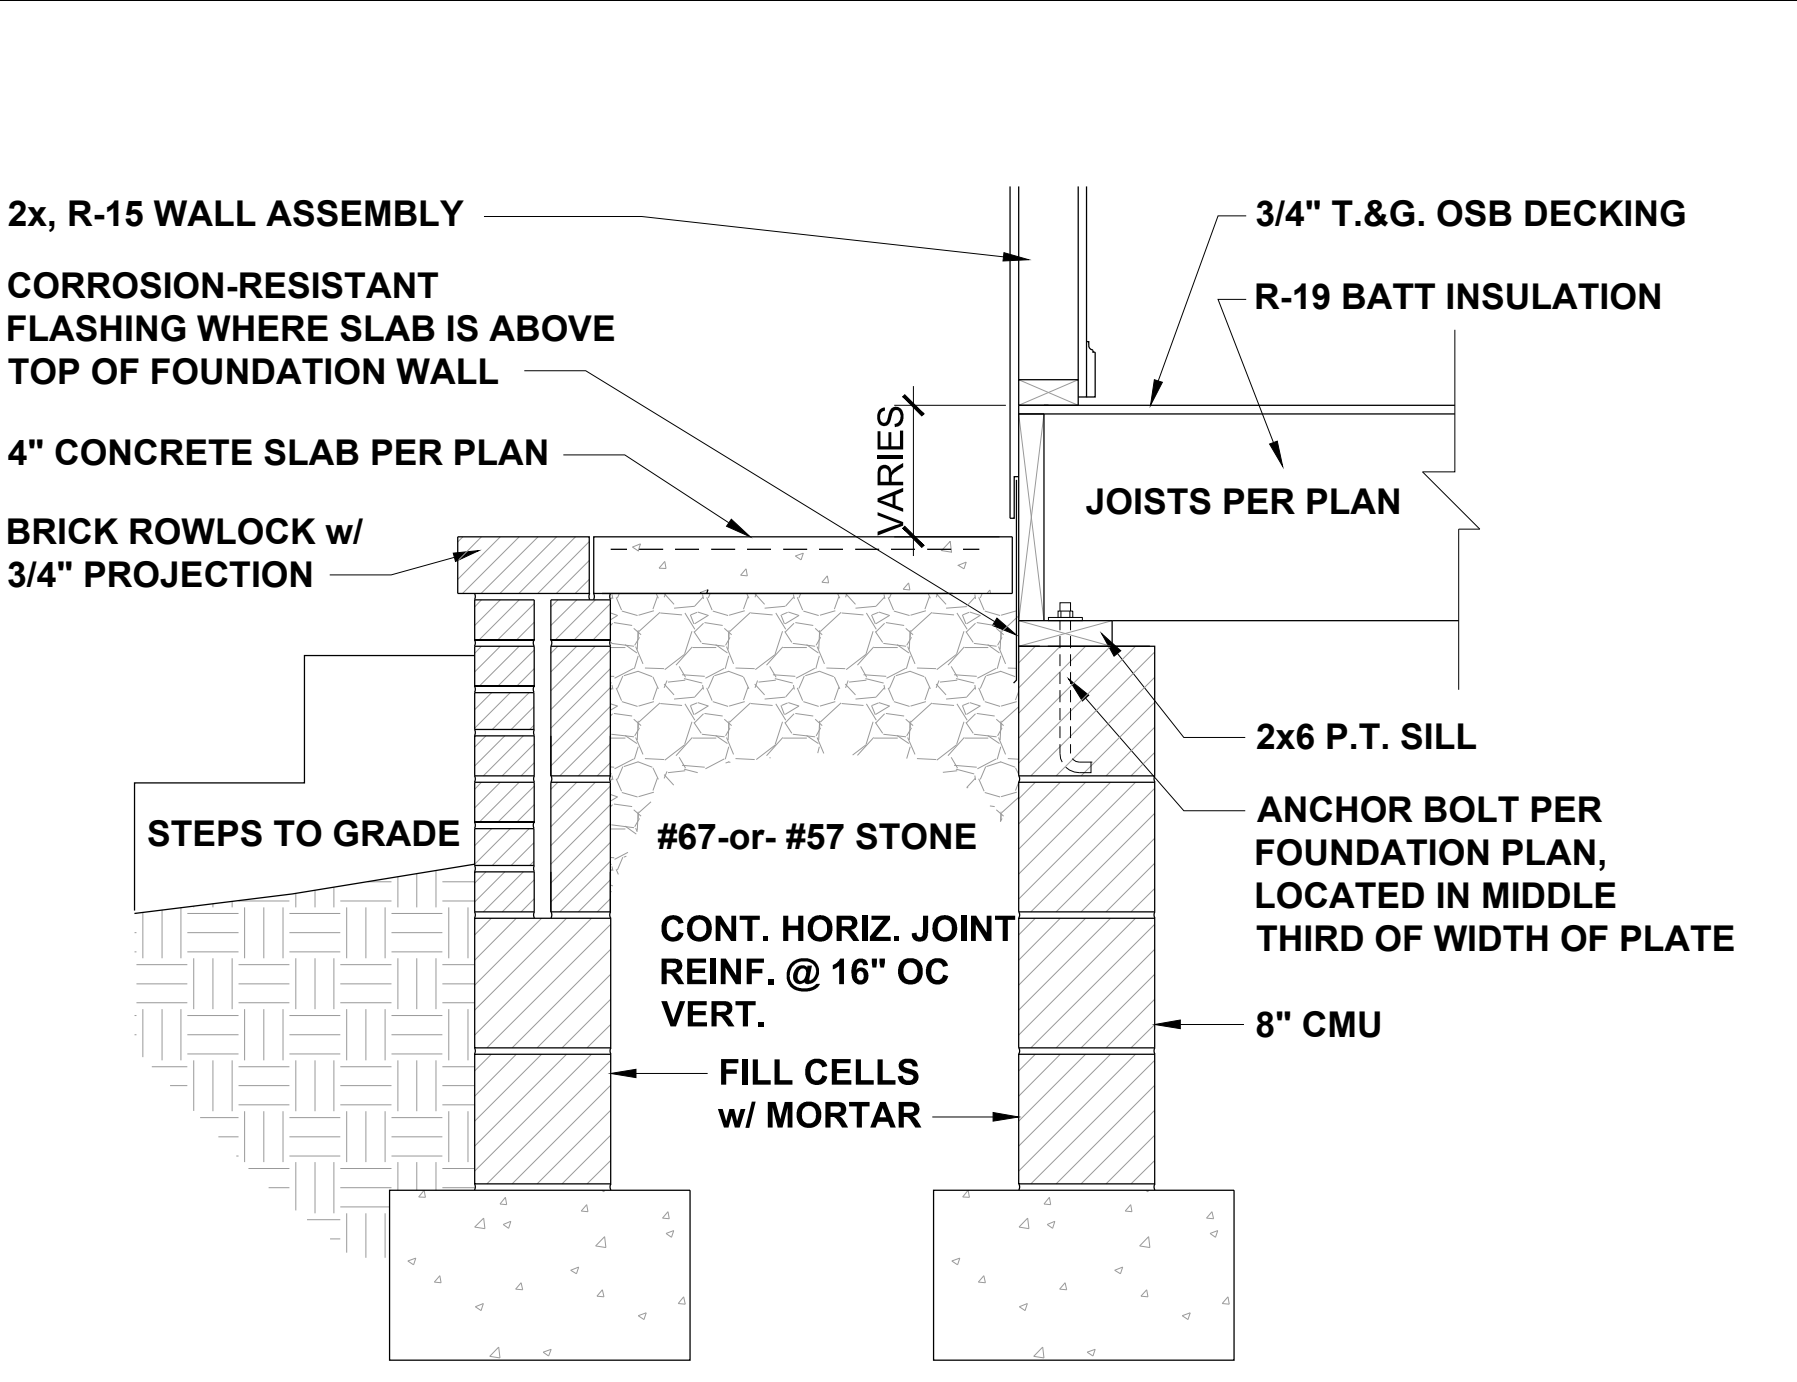 2x, R-15 WALL ASSEMBLY
CORROSION-RESISTANT
FLASHING WHERE SLAB IS ABOVE
TOP OF FOUNDATION WALL
4" CONCRETE SLAB PER PLAN
BRICK ROWLOCK w/
3/4" PROJECTION
STEPS TO GRADE
VARIES
#67-or- #57 STONE
CONT. HORIZ. JOINT
REINF. @ 16" OC
VERT.
FILL CELLS
w/ MORTAR
3/4" T.&G. OSB DECKING
R-19 BATT INSULATION
JOISTS PER PLAN
2x6 P.T. SILL
ANCHOR BOLT PER
FOUNDATION PLAN,
LOCATED IN MIDDLE
THIRD OF WIDTH OF PLATE
8" CMU